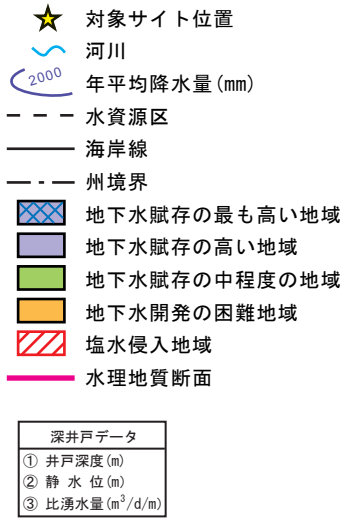 対象サイト位置
河川
2000 年平均降水量(㎜)
水資源区
海岸線
州境界
地下水賦存の最も高い地域
地下水賦存の高い地域
地下水賦存の中程度の地域
地下水開発の困難地域
塩水侵入地域
水理地質断面
深井戸データ
① 井戸深度(m)
② 静 水 位(m)
③ 比湧水量(m³/d/m)